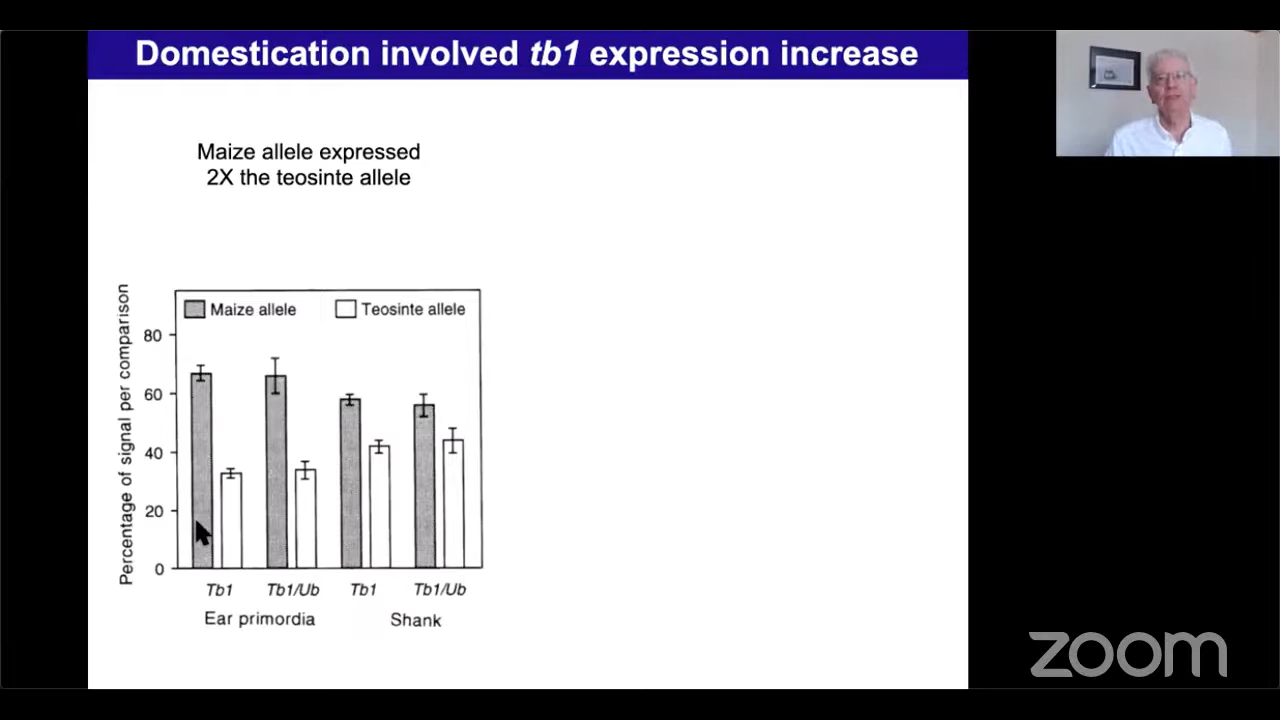 Domestication involved tb1 expression increase
Maize allele expressed
2X the teosinte allele
Percentage of signal per comparison
Maize allele
Teosinte allele
80
60
40
20
0
Tb1
Tb1/Ub
Tb1
Tb1/Ub
Ear primordia
Shank
zoom